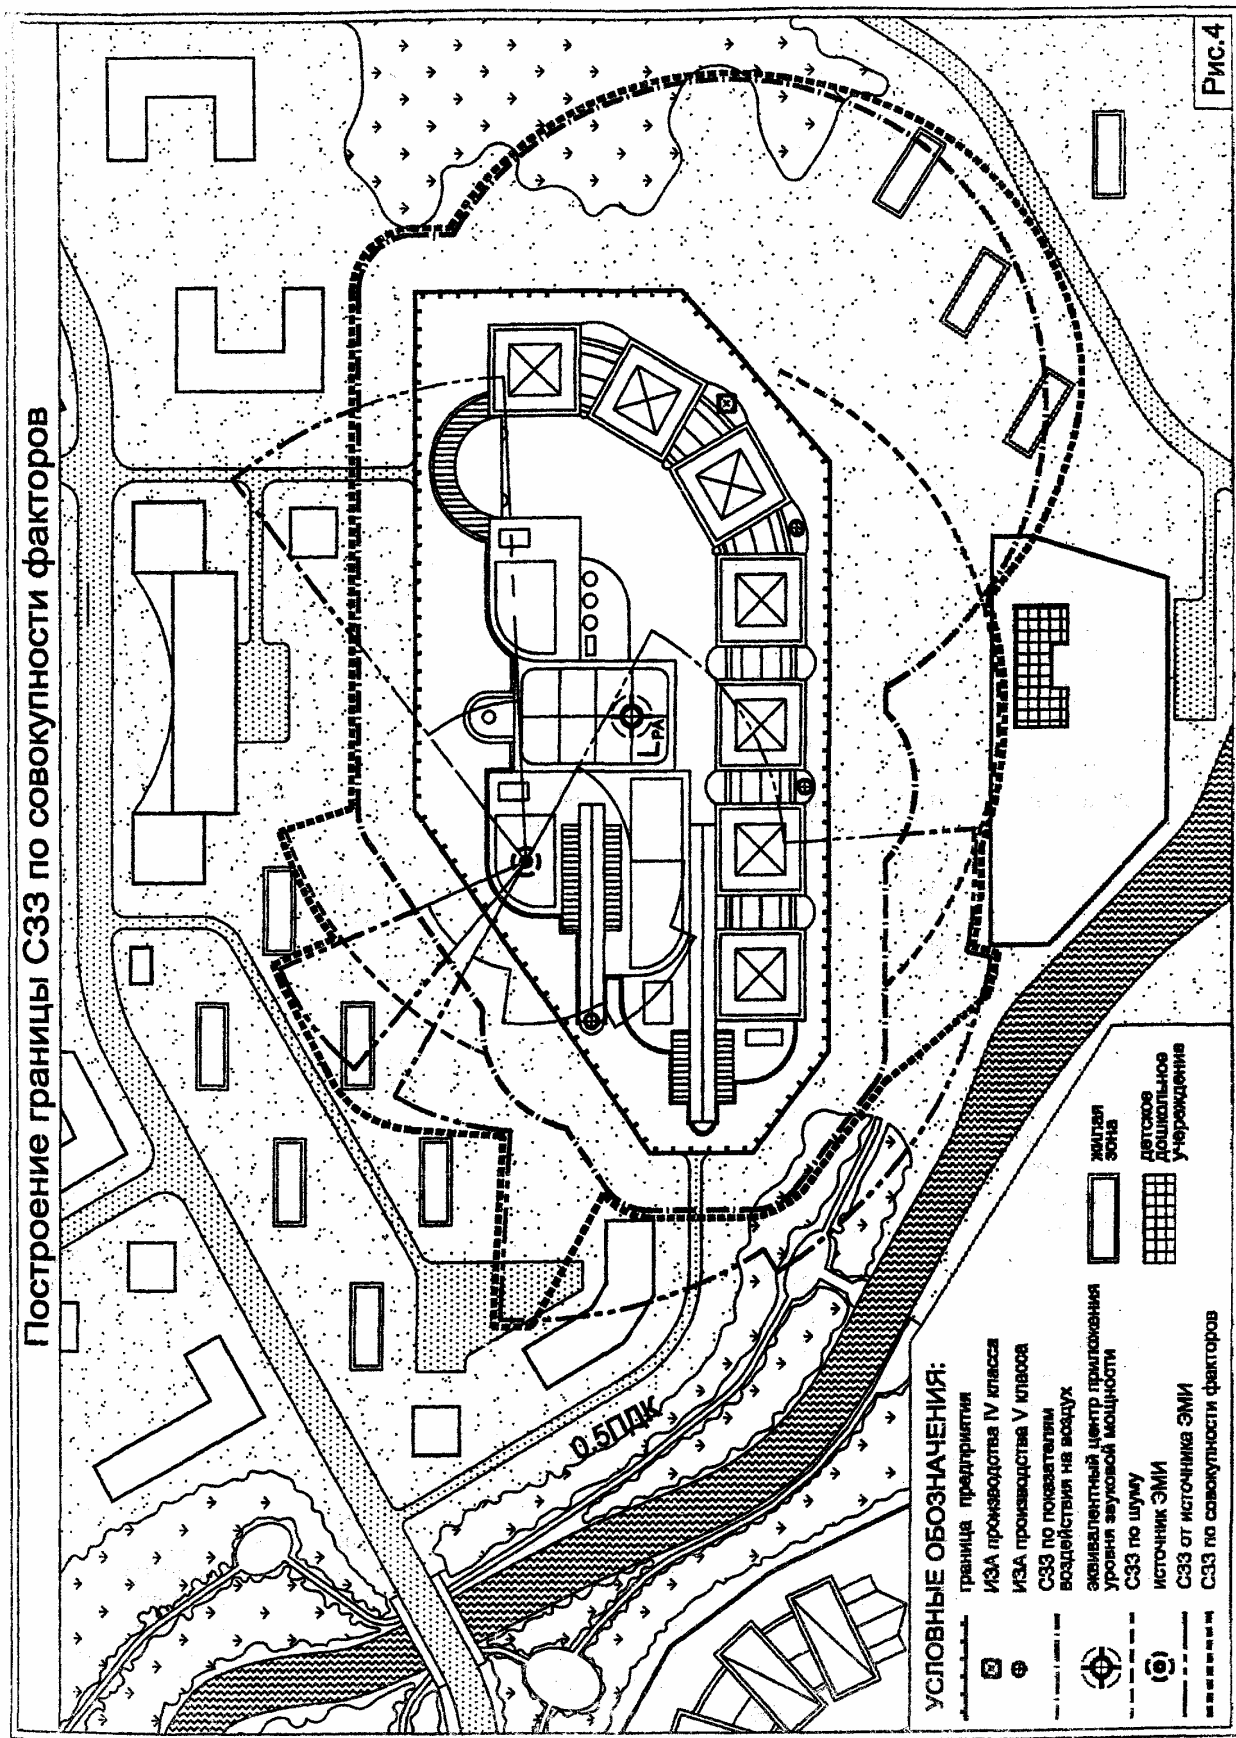 Построение границы СЗЗ по совокупности факторов
Рис.4
LРА
0.5ПДК
УСЛОВНЫЕ ОБОЗНАЧЕНИЯ:
граница предприятия
ИЗА производства IV класса
ИЗА производства V класса
СЗЗ по показателям
воздействия на воздух
эквивалентный центр приложения
уровня звуковой мощности
СЗЗ по шуму
источник ЭМИ
СЗЗ от источника ЭМИ
СЗЗ по совокупности факторов
жилая
зона
детское
дошкольное
учреждение